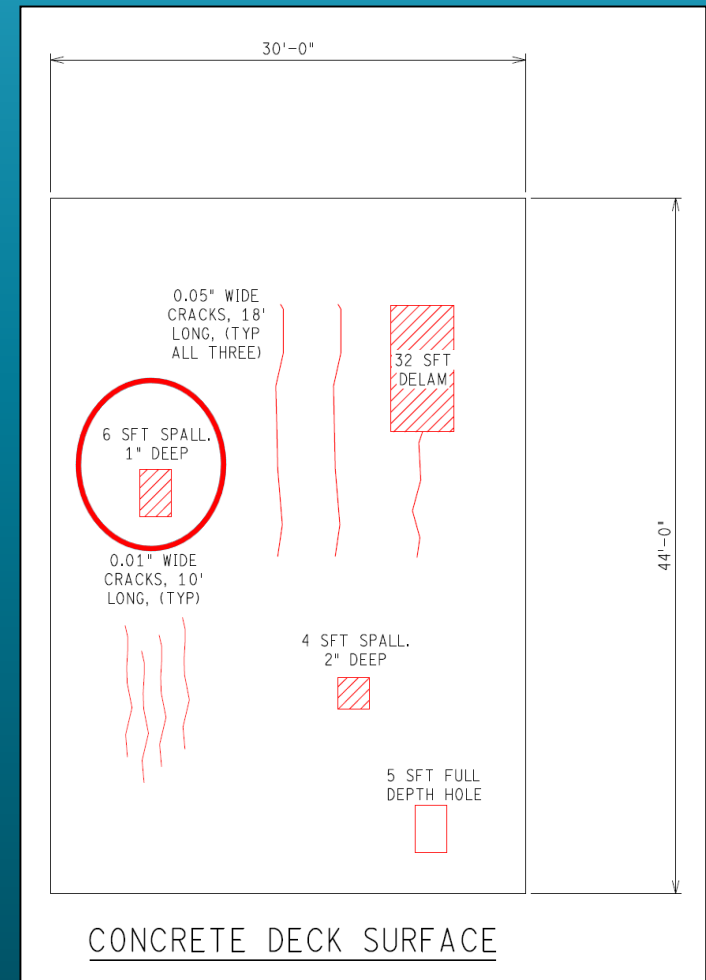 30'-0"
0.05" WIDE
CRACKS, 18'
LONG, (TYP
ALL THREE)
32 SFT
DELAM
6 SFT SPALL.
1" DEEP
44'-0"
0.01" WIDE
CRACKS, 10'
LONG, (TYP)
4 SFT SPALL.
2" DEEP
5 SFT FULL
DEPTH HOLE
CONCRETE DECK SURFACE